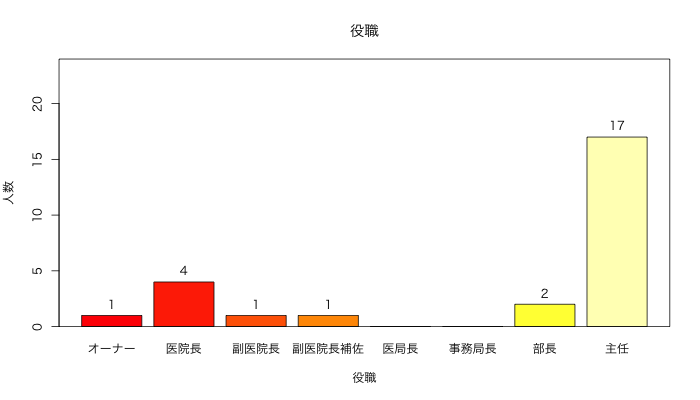 役職
人数
20
15
10
5
0
1
4
1
1
2
17
オーナー
医院長
副医院長
副医院長補佐
医局長
事務局長
部長
主任
役職